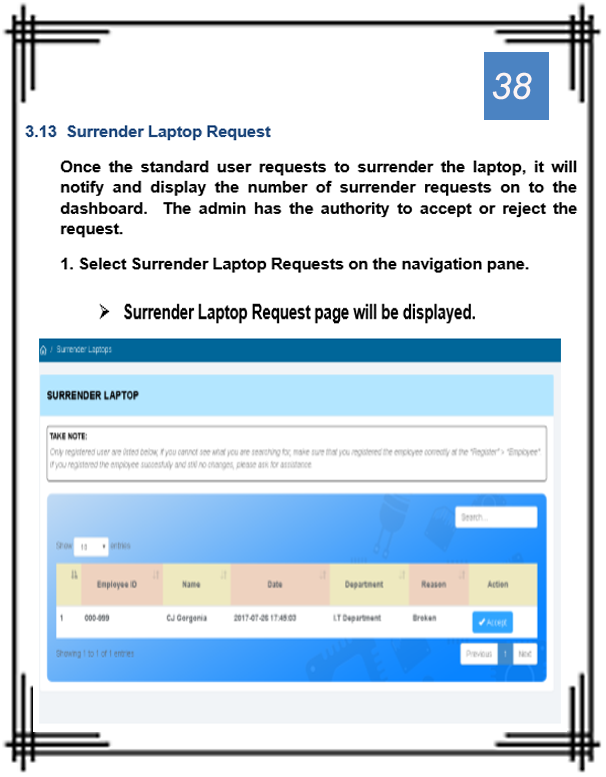 38
3.13 Surrender Laptop Request
Once the standard user requests to surrender the laptop, it will
notify and display the number of surrender requests on to the
dashboard. The admin has the authority to accept or reject the
request.
1. Select Surrender Laptop Requests on the navigation pane.
➢ Surrender Laptop Request page will be displayed.
/ Surrender Laptops
SURRENDER LAPTOP
TAKE NOTE:
Only registered user are listed below, if you cannot see what you are searching for, make sure that you registered the employee correctly at the "Register" > "Employee".
If you registered the employee succesfully and still no changes, please ask for assistance.
Search...
Show 10 entries
Employee ID Name Date Department Reason Action
1 000-999 CJ Gorgonia 2017-07-26 17:45:03 I.T Department Broken ✔ Accept
Showing 1 to 1 of 1 entries
Previous 1 Next